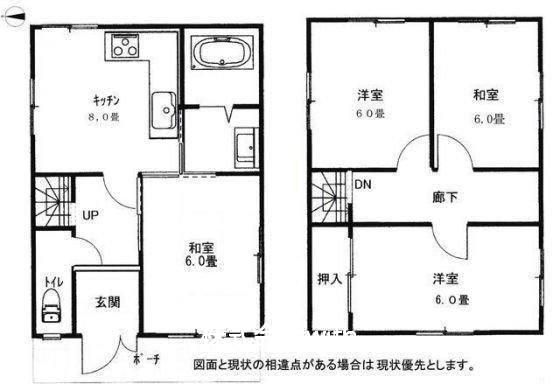 キッチン
8.0畳
UP
和室
6.0畳
トイレ
玄関
ポーチ
洋室
60畳
和室
6.0畳
DN
廊下
押入
洋室
6.0畳
図面と現状の相違点がある場合は現状優先とします。